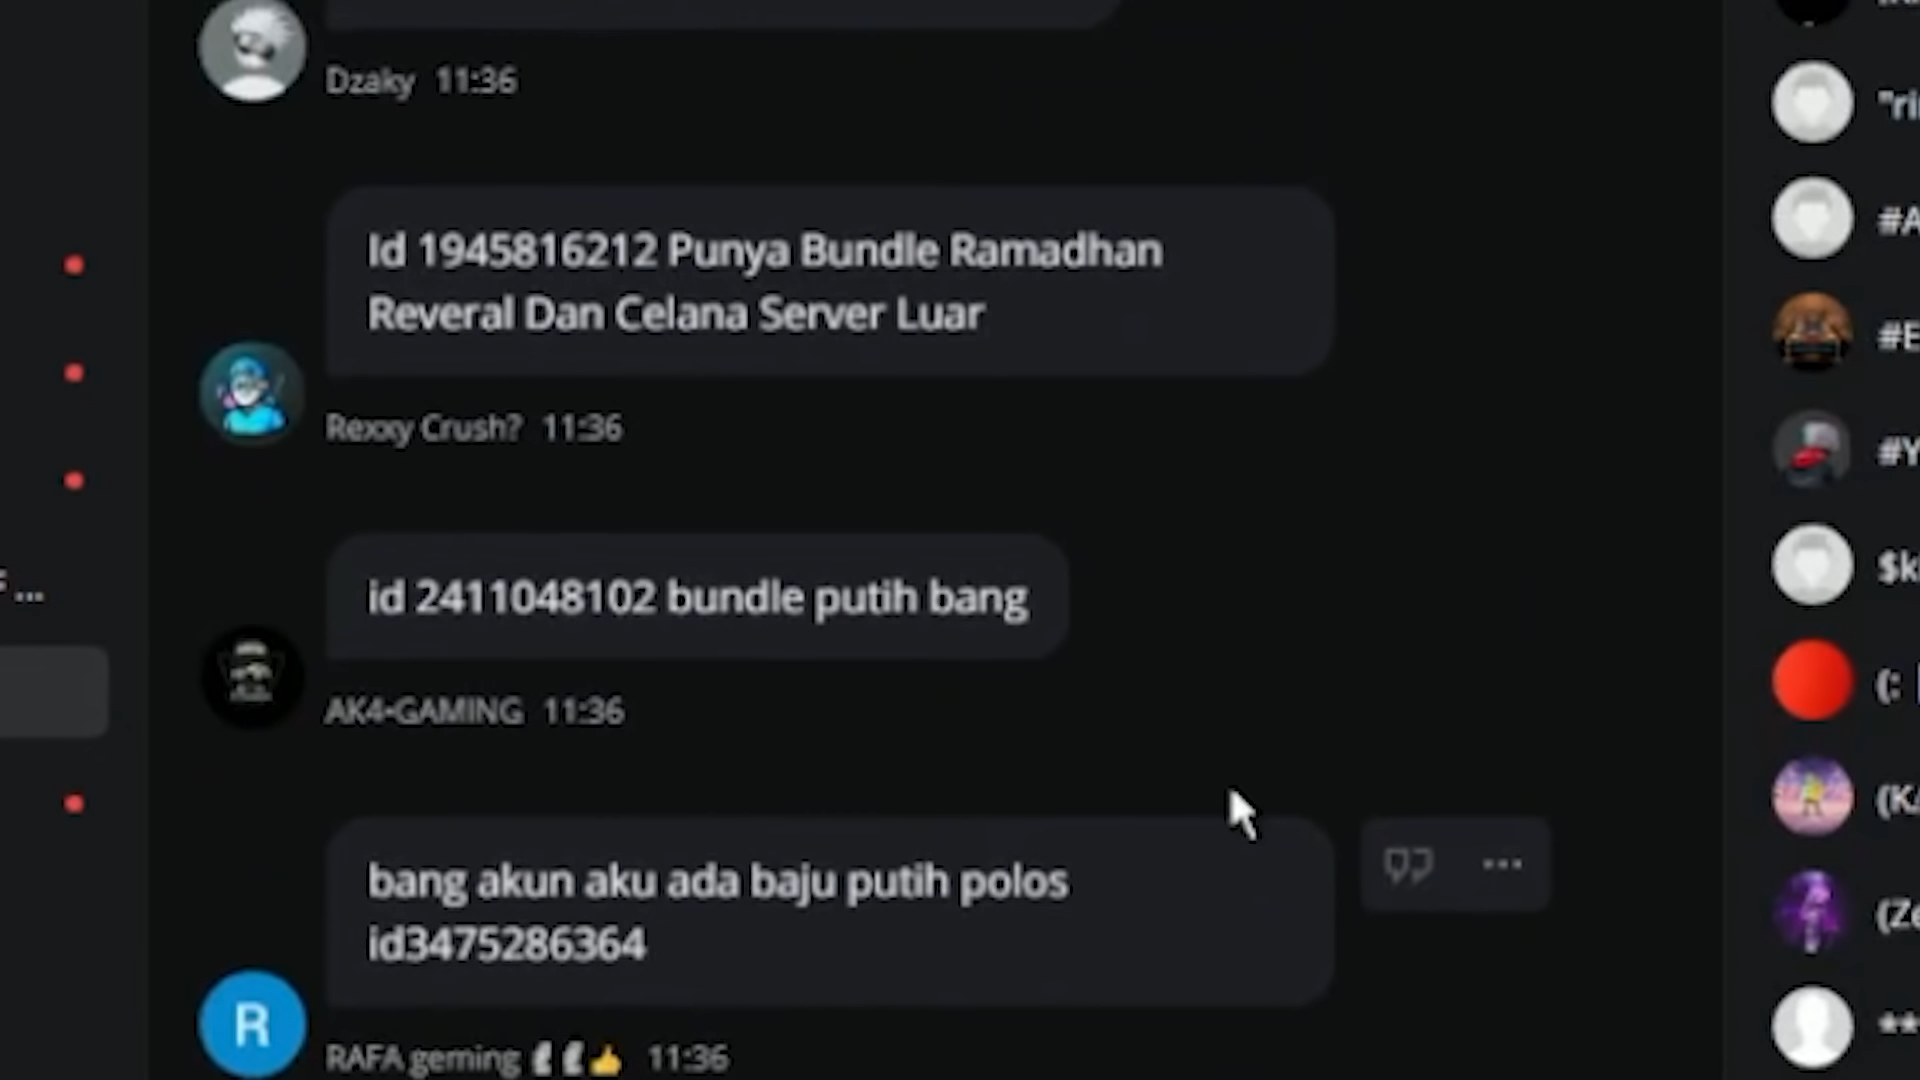 Dzaky 11:36
Id 1945816212 Punya Bundle Ramadhan
Reveral Dan Celana Server Luar
Rexxy Crush? 11:36
id 2411048102 bundle putih bang
AK4-GAMING 11:36
bang akun aku ada baju putih polos
id3475286364
R
RAFA geming 👍 11:36
...
"ri
#A
#E
#Y
$k
(:
(K
(Ze
**